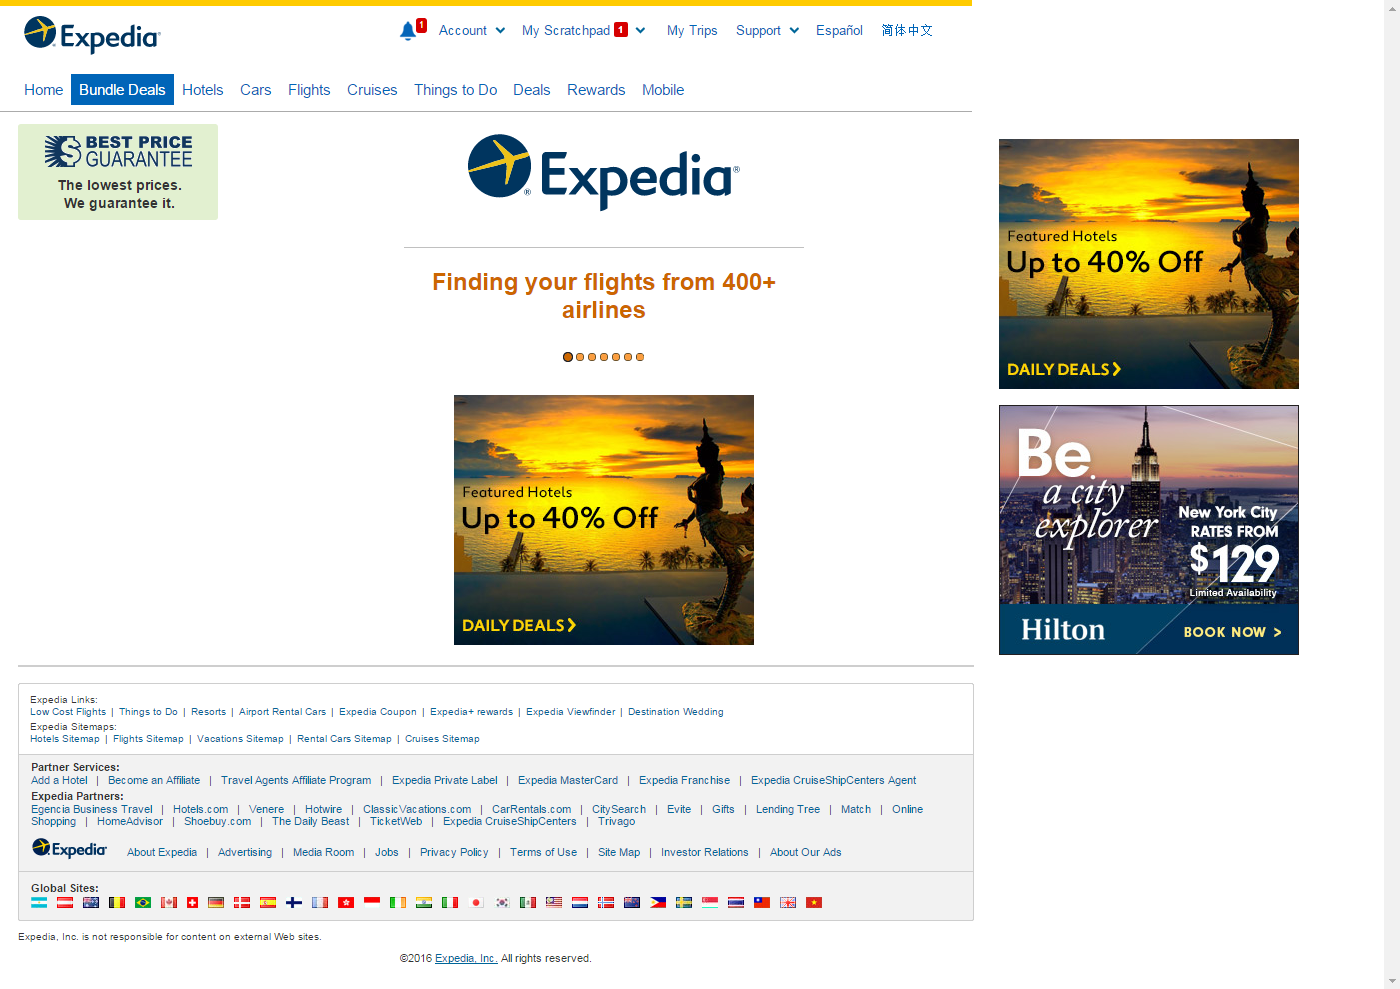 Expedia
1
Account
My Scratchpad 1
My Trips
Support
Español
简体中文
Home
Bundle Deals
Hotels
Cars
Flights
Cruises
Things to Do
Deals
Rewards
Mobile
BEST PRICE
GUARANTEE
The lowest prices.
We guarantee it.
Expedia®
Finding your flights from 400+
airlines
Featured Hotels
Up to 40% Off
DAILY DEALS
Featured Hotels
Up to 40% Off
DAILY DEALS
Be
a city
explorer
New York City
RATES FROM
$129
Limited Availability
Hilton
BOOK NOW >
Expedia Links:
Low Cost Flights | Things to Do | Resorts | Airport Rental Cars | Expedia Coupon | Expedia+ rewards | Expedia Viewfinder | Destination Wedding
Expedia Sitemaps:
Hotels Sitemap | Flights Sitemap | Vacations Sitemap | Rental Cars Sitemap | Cruises Sitemap
Partner Services:
Add a Hotel | Become an Affiliate | Travel Agents Affiliate Program | Expedia Private Label | Expedia MasterCard | Expedia Franchise | Expedia CruiseShipCenters Agent
Expedia Partners:
Egencia Business Travel | Hotels.com | Venere | Hotwire | ClassicVacations.com | CarRentals.com | CitySearch | Evite | Gifts | Lending Tree | Match | Online
Shopping | HomeAdvisor | Shoebuy.com | The Daily Beast | TicketWeb | Expedia CruiseShipCenters | Trivago
Expedia
About Expedia | Advertising | Media Room | Jobs | Privacy Policy | Terms of Use | Site Map | Investor Relations | About Our Ads
Global Sites:
Expedia, Inc. is not responsible for content on external Web sites.
©2016 Expedia, Inc. All rights reserved.